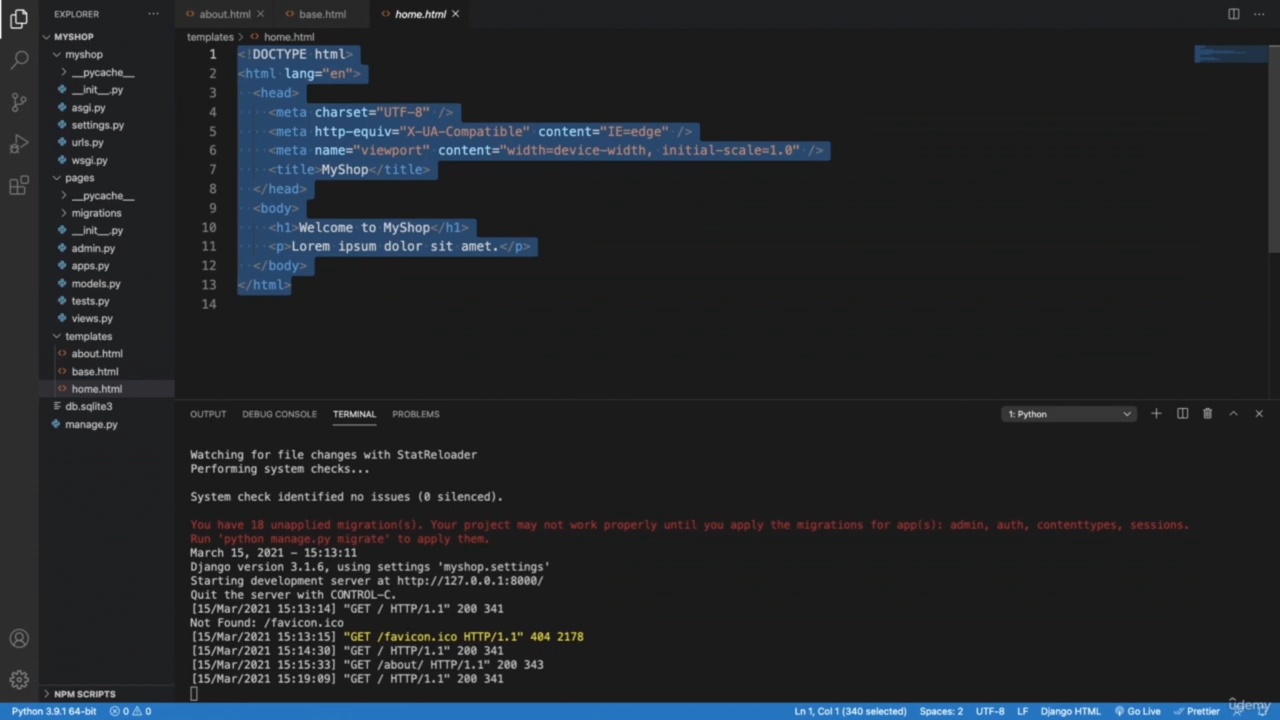 EXPLORER
MYSHOP
myshop
__pycache__
__init__.py
asgi.py
settings.py
urls.py
wsgi.py
pages
__pycache__
migrations
__init__.py
admin.py
apps.py
models.py
tests.py
views.py
templates
about.html
base.html
home.html
db.sqlite3
manage.py
NPM SCRIPTS
about.html
base.html
home.html
templates > home.html
1 <!DOCTYPE html>
2 <html lang="en">
3 <head>
4 <meta charset="UTF-8" />
5 <meta http-equiv="X-UA-Compatible" content="IE=edge" />
6 <meta name="viewport" content="width=device-width, initial-scale=1.0" />
7 <title>MyShop</title>
8 </head>
9 <body>
10 <h1>Welcome to MyShop</h1>
11 <p>Lorem ipsum dolor sit amet.</p>
12 </body>
13 </html>
14
OUTPUT DEBUG CONSOLE TERMINAL PROBLEMS 1: Python
Watching for file changes with StatReloader
Performing system checks...
System check identified no issues (0 silenced).
You have 18 unapplied migration(s). Your project may not work properly until you apply the migrations for app(s): admin, auth, contenttypes, sessions.
Run 'python manage.py migrate' to apply them.
March 15, 2021 - 15:13:11
Django version 3.1.6, using settings 'myshop.settings'
Starting development server at http://127.0.0.1:8000/
Quit the server with CONTROL-C.
[15/Mar/2021 15:13:14] "GET / HTTP/1.1" 200 341
Not Found: /favicon.ico
[15/Mar/2021 15:13:15] "GET /favicon.ico HTTP/1.1" 404 2178
[15/Mar/2021 15:14:30] "GET / HTTP/1.1" 200 341
[15/Mar/2021 15:15:33] "GET /about/ HTTP/1.1" 200 343
[15/Mar/2021 15:19:09] "GET / HTTP/1.1" 200 341
Python 3.9.1 64-bit 0 0 Ln 1, Col 1 (340 selected) Spaces: 2 UTF-8 LF Django HTML Go Live Prettier
udemy